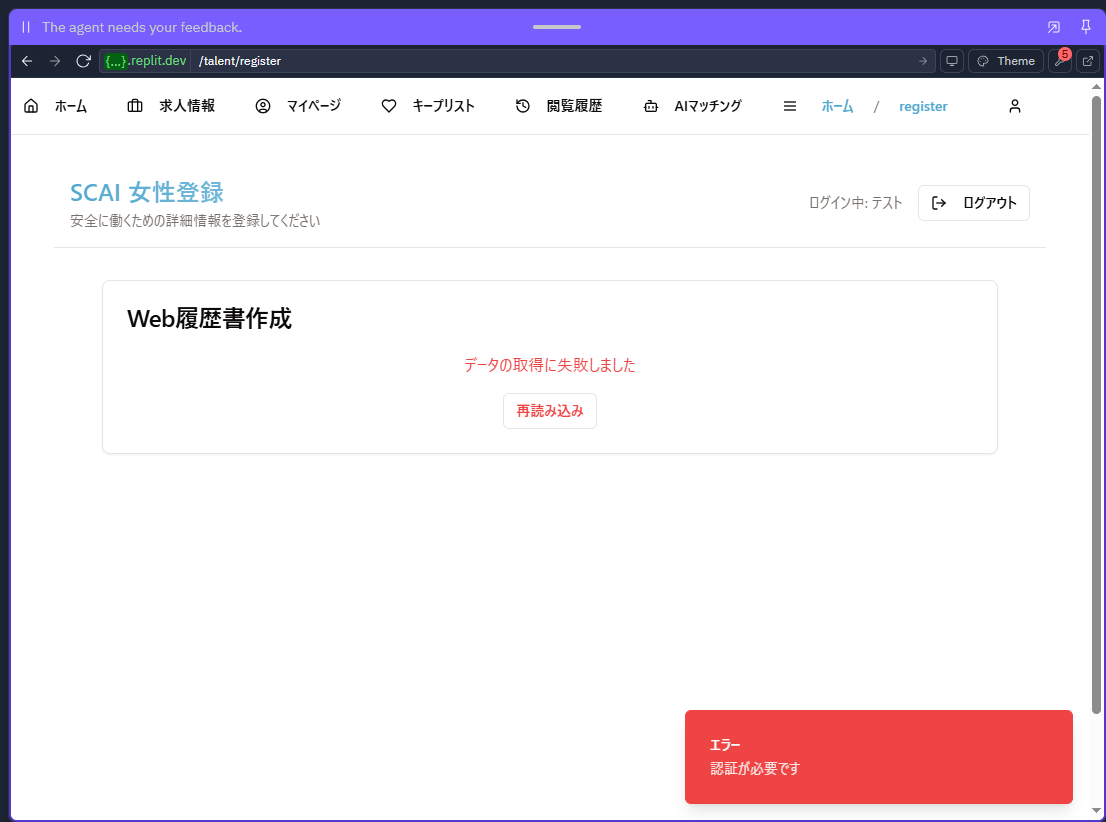 The agent needs your feedback.
{...}.replit.dev /talent/register Theme 5
ホーム 求人情報 マイページ キープリスト 閲覧履歴 AIマッチング ホーム / register
SCAI 女性登録
安全に働くための詳細情報を登録してください
ログイン中: テスト ログアウト
Web履歴書作成
データの取得に失敗しました
再読み込み
エラー
認証が必要です